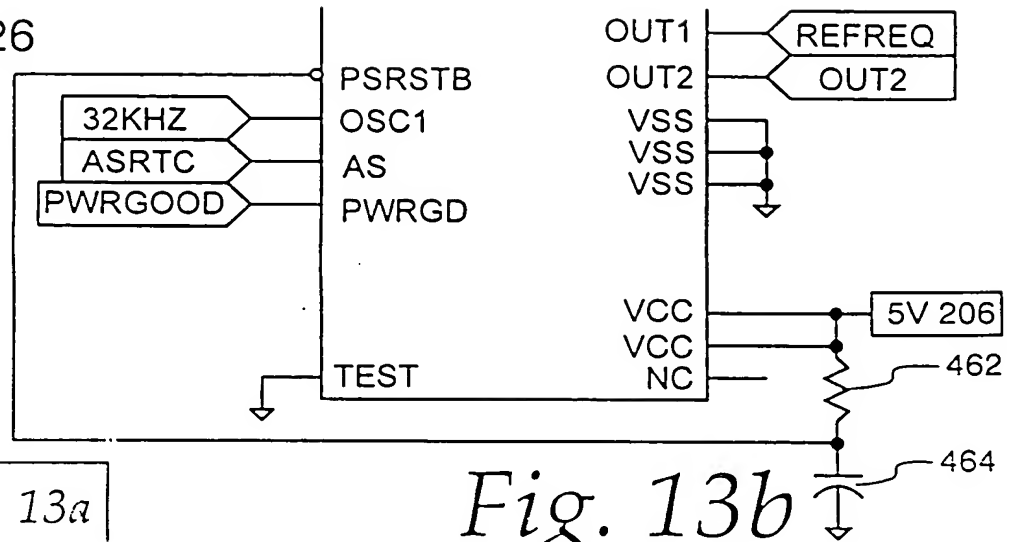 26
PSRSTB
32KHZ
OSC1
ASRTC
AS
PWRGOOD
PWRGD
TEST
OUT1
REFREQ
OUT2
OUT2
VSS
VSS
VSS
VCC
5V 206
VCC
NC
462
464
13a
Fig. 13b